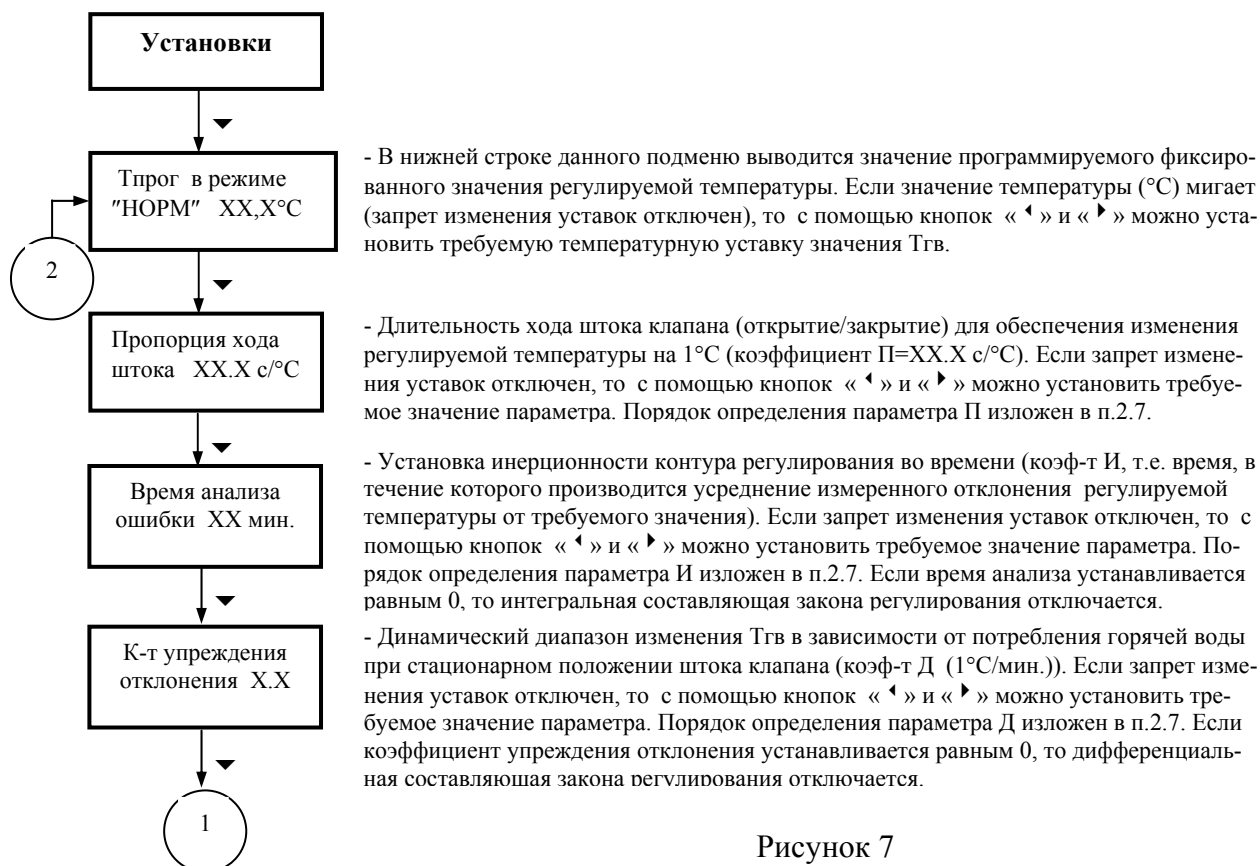 Установки
Тпрог в режиме
"НОРМ" ХХ,Х°С
- В нижней строке данного подменю выводится значение программируемого фиксиро-
ванного значения регулируемой температуры. Если значение температуры (°С) мигает
(запрет изменения уставок отключен), то с помощью кнопок « » и « » можно уста-
новить требуемую температурную уставку значения Тгв.
2
Пропорция хода
штока ХХ.Х с/°С
- Длительность хода штока клапана (открытие/закрытие) для обеспечения изменения
регулируемой температуры на 1°С (коэффициент П=ХХ.Х с/°С). Если запрет измене-
ния уставок отключен, то с помощью кнопок « » и « » можно установить требуе-
мое значение параметра. Порядок определения параметра П изложен в п.2.7.
Время анализа
ошибки ХХ мин.
- Установка инерционности контура регулирования во времени (коэф-т И, т.е. время, в
течение которого производится усреднение измеренного отклонения регулируемой
температуры от требуемого значения). Если запрет изменения уставок отключен, то с
помощью кнопок « » и « » можно установить требуемое значение параметра. По-
рядок определения параметра И изложен в п.2.7. Если время анализа устанавливается
равным 0, то интегральная составляющая закона регулирования отключается.
К-т упреждения
отклонения Х.Х
- Динамический диапазон изменения Тгв в зависимости от потребления горячей воды
при стационарном положении штока клапана (коэф-т Д (1°С/мин.)). Если запрет изме-
нения уставок отключен, то с помощью кнопок « » и « » можно установить тре-
буемое значение параметра. Порядок определения параметра Д изложен в п.2.7. Если
коэффициент упреждения отклонения устанавливается равным 0, то дифференциаль-
ная составляющая закона регулирования отключается.
1
Рисунок 7